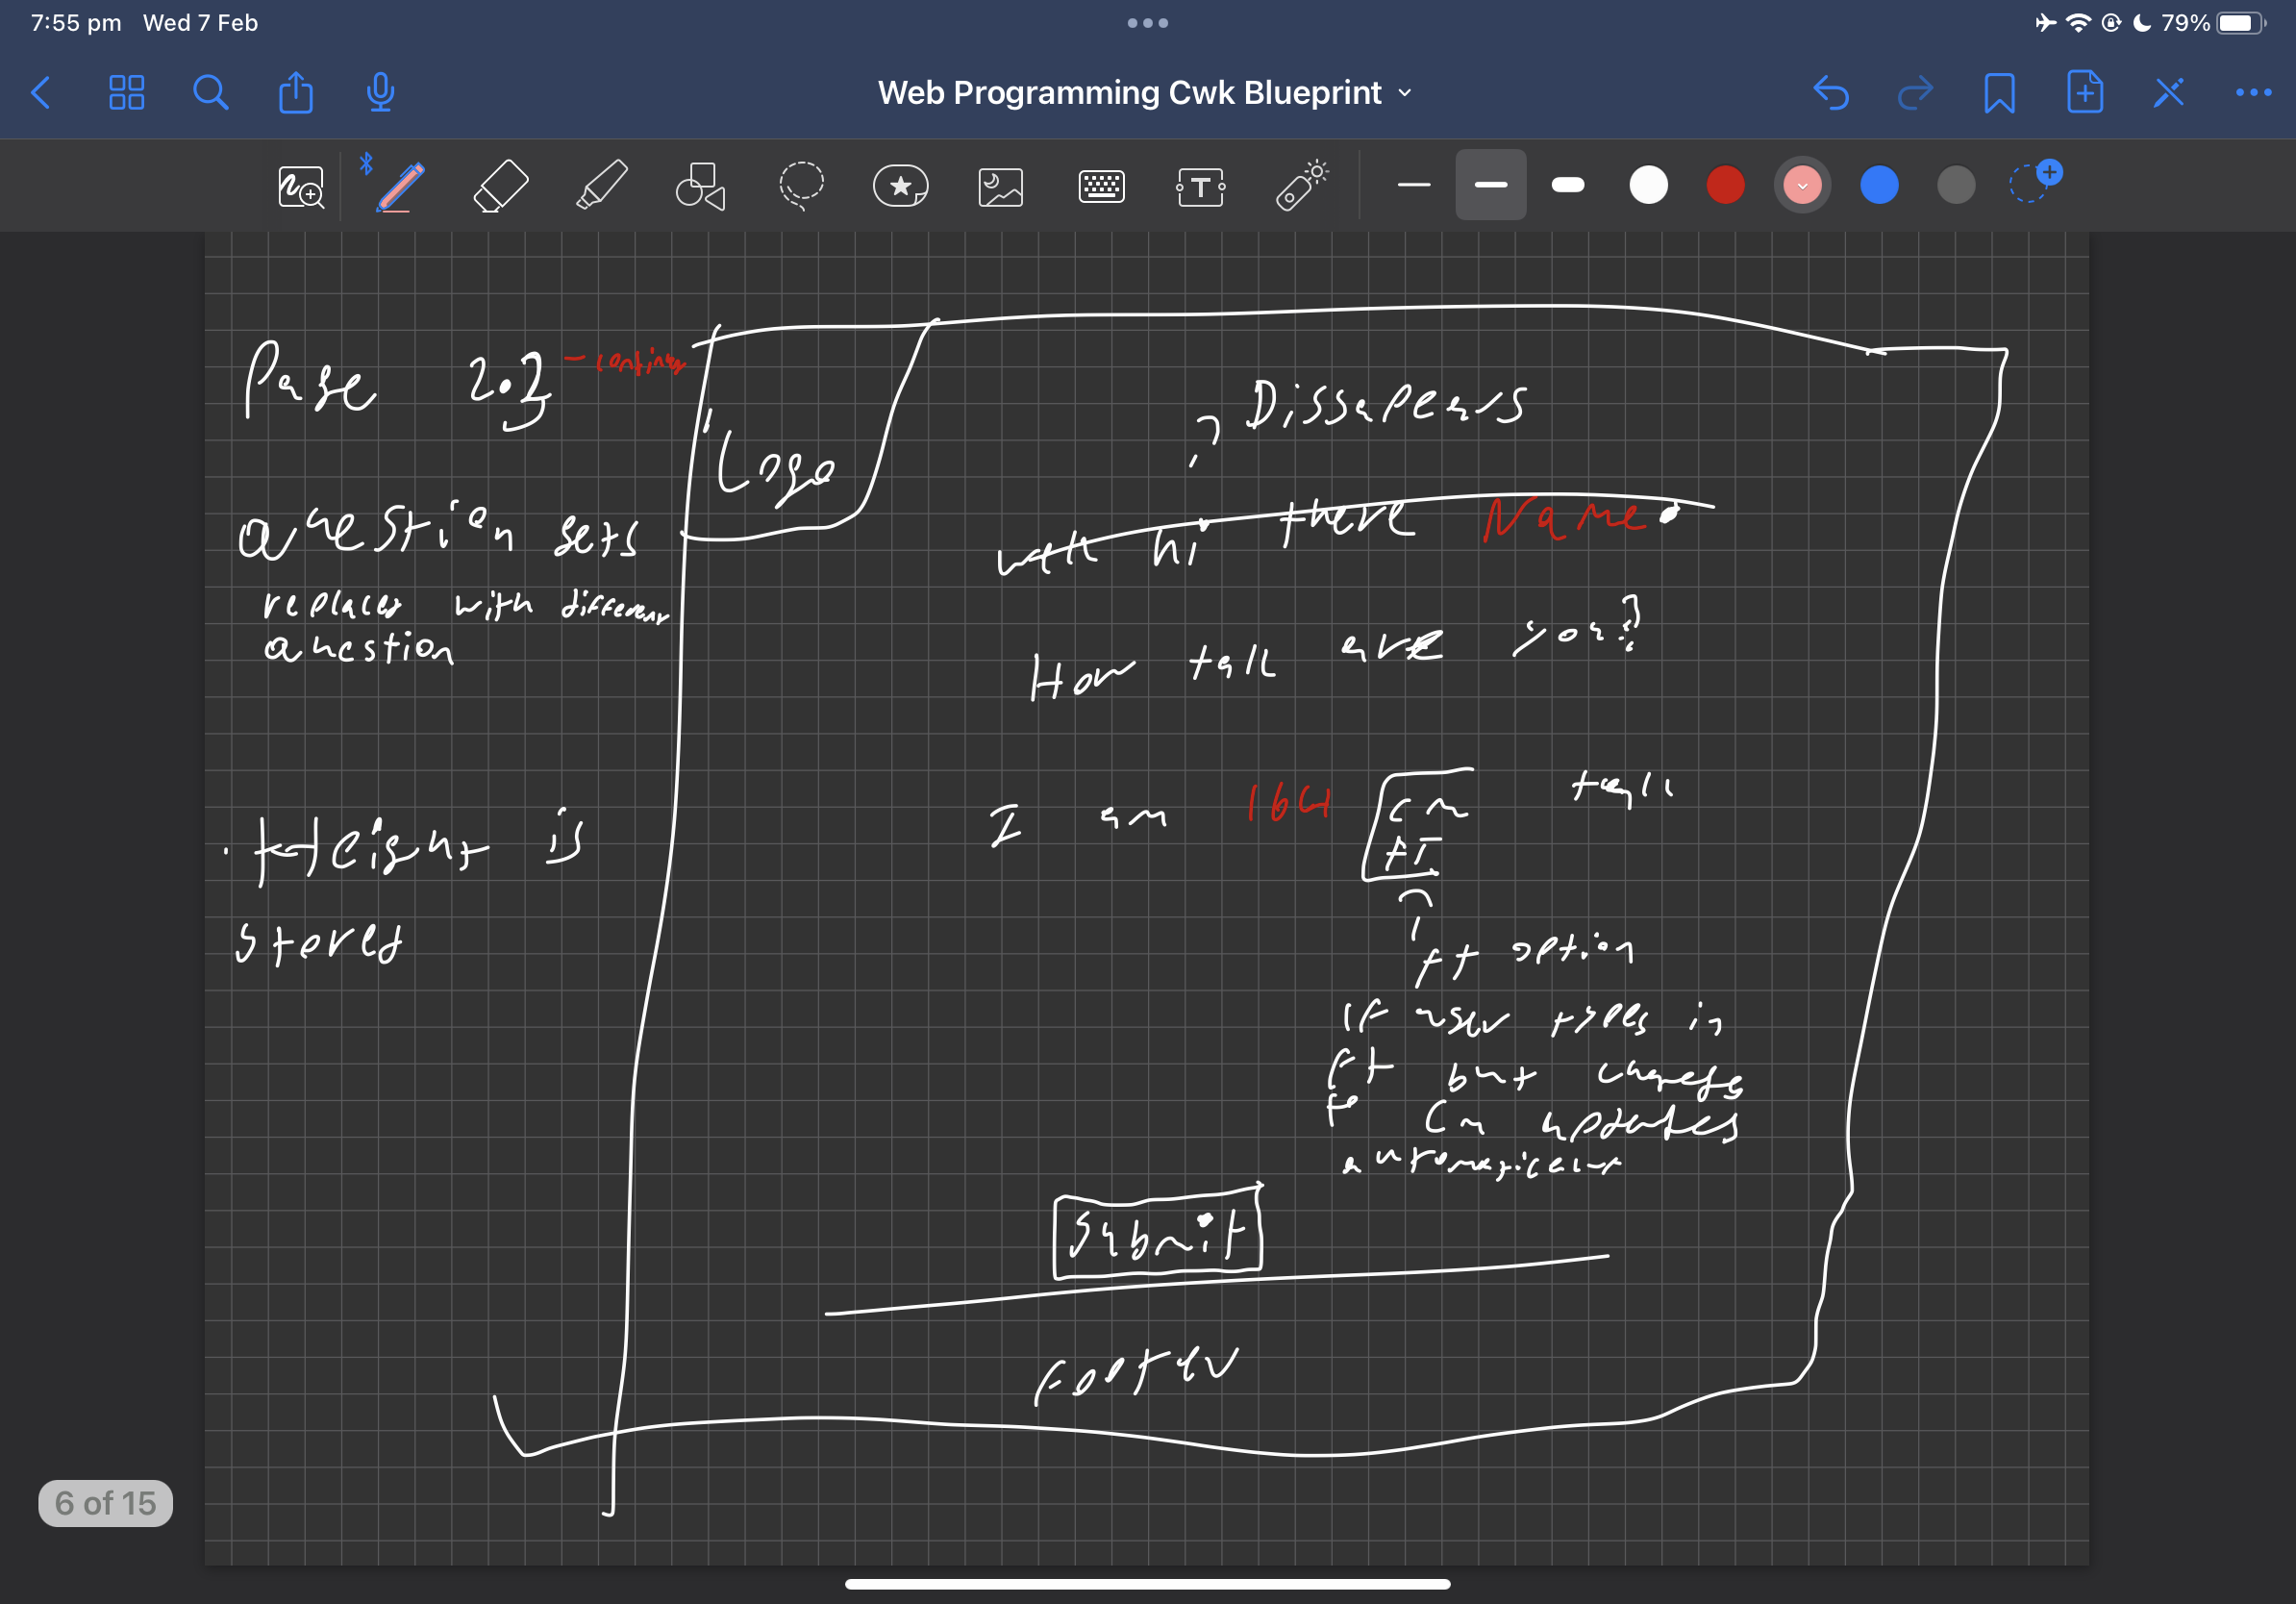 7:55 pm Wed 7 Feb
79%
Web Programming Cwk Blueprint
T
Page 2.2 - continue
Logo
Dissapears
question sets
replaced with different
question
well hi there Name.
How tall are you?
I am 164 cm tall
ft
Height is
stored
ft option
if user types in
ft but changes
to cm updates
automatically
Submit
Footer
6 of 15